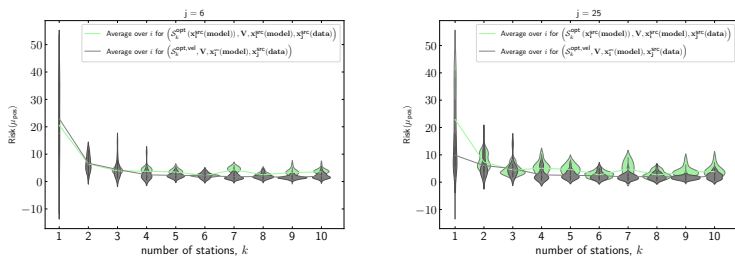 j = 6
Average over i for (S_k^opt(x_i^src(model)), V, x_i^src(model), x_j^src(data))
Average over i for (S_k^opt,vel, V, (model), x_j^src(data))
Risk(μ_pos)
50
40
30
20
10
0
−10
1 2 3 4 5 6 7 8 9 10
number of stations, k
j = 25
Average over i for (S_k^opt(x_i^src(model)), V, x_i^src(model), x_j^src(data))
Average over i for (S_k^opt,vel, V, (model), x_j^src(data))
Risk(μ_pos)
50
40
30
20
10
0
−10
1 2 3 4 5 6 7 8 9 10
number of stations, k